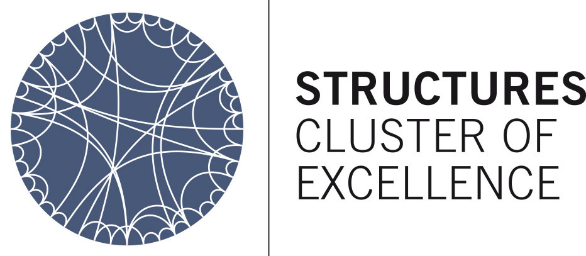 STRUCTURES
CLUSTER OF
EXCELLENCE